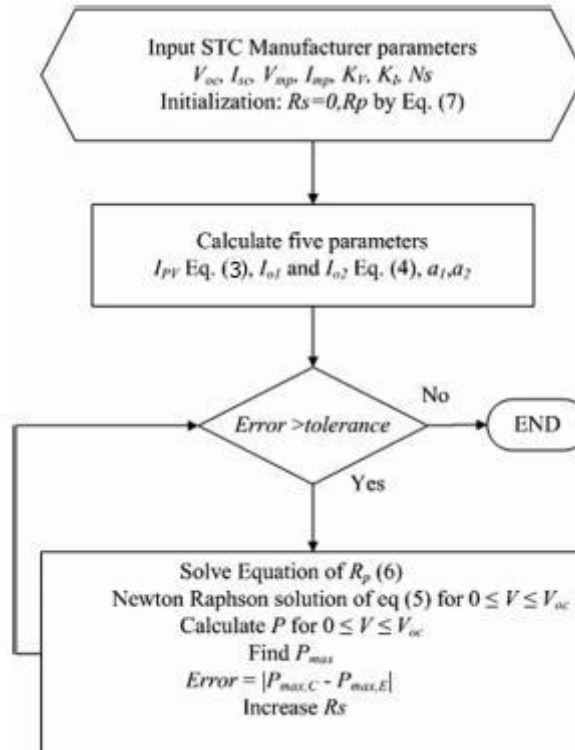 Input STC Manufacturer parameters
Voc, Isc, Vmp, Imp, KV, KI, Ns
Initialization: Rs=0,Rp by Eq. (7)
Calculate five parameters
IPV Eq. (3), Io1 and Io2 Eq. (4), a1,a2
Error >tolerance
No
END
Yes
Solve Equation of Rp (6)
Newton Raphson solution of eq (5) for 0 ≤ V ≤ Voc
Calculate P for 0 ≤ V ≤ Voc
Find Pmax
Error = |Pmax,C - Pmax,E|
Increase Rs